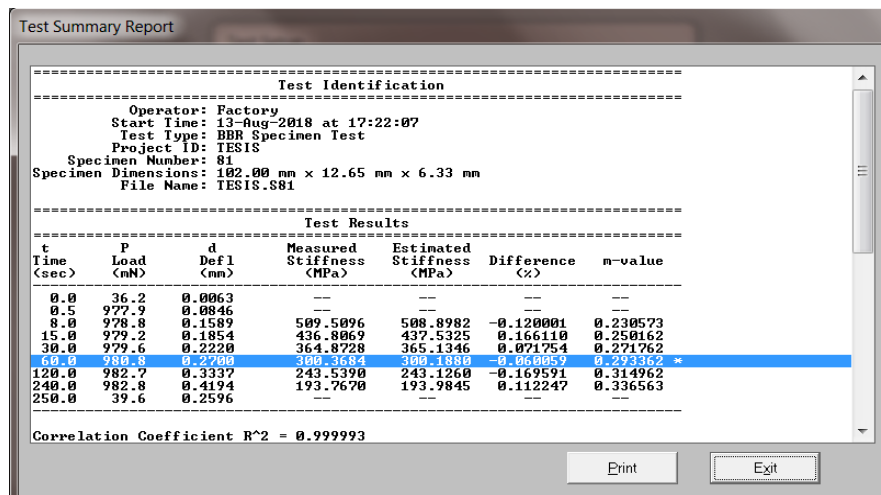 Test Summary Report
================================================================================
Test Identification
================================================================================
Operator: Factory
Start Time: 13-Aug-2018 at 17:22:07
Test Type: BBR Specimen Test
Project ID: TESIS
Specimen Number: 81
Specimen Dimensions: 102.00 mm x 12.65 mm x 6.33 mm
File Name: TESIS.S81
================================================================================
Test Results
================================================================================
t P d Measured Estimated
Time Load Defl Stiffness Stiffness Difference m-value
(sec) (mN) (mm) (MPa) (MPa) (%)
--------------------------------------------------------------------------------
0.0 36.2 0.0063 -- -- -- --
0.5 977.9 0.0846 -- -- -- --
8.0 978.8 0.1589 509.5096 508.8982 -0.120001 0.230573
15.0 979.2 0.1854 436.8069 437.5325 0.166110 0.250162
30.0 979.6 0.2220 364.8728 365.1346 0.071754 0.271762
60.0 980.8 0.2700 300.3684 300.1880 -0.060059 0.293362 *
120.0 982.7 0.3337 243.5390 243.1260 -0.169591 0.314962
240.0 982.8 0.4194 193.7670 193.9845 0.112247 0.336563
250.0 39.6 0.2596 -- -- -- --
--------------------------------------------------------------------------------
Correlation Coefficient R^2 = 0.999993
Print Exit